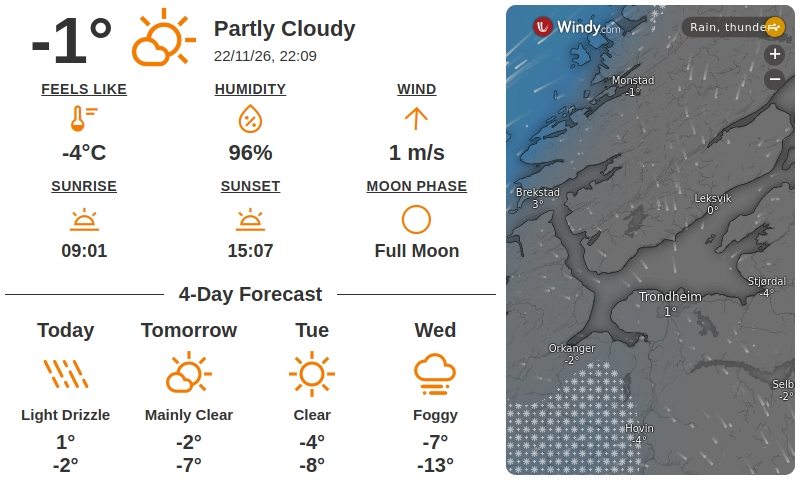 -1°
Partly Cloudy
22/11/26, 22:09
FEELS LIKE
HUMIDITY
WIND
-4°C
96%
1 m/s
SUNRISE
SUNSET
MOON PHASE
09:01
15:07
Full Moon
4-Day Forecast
Today
Tomorrow
Tue
Wed
Light Drizzle
Mainly Clear
Clear
Foggy
1°
-2°
-4°
-7°
-2°
-7°
-8°
-13°
Windy.com
Rain, thunde
+
−
Monstad
-1°
Brekstad
3°
Leksvik
0°
Stjørdal
-4°
Trondheim
1°
Orkanger
-2°
Selb
-2°
Hovin
-4°